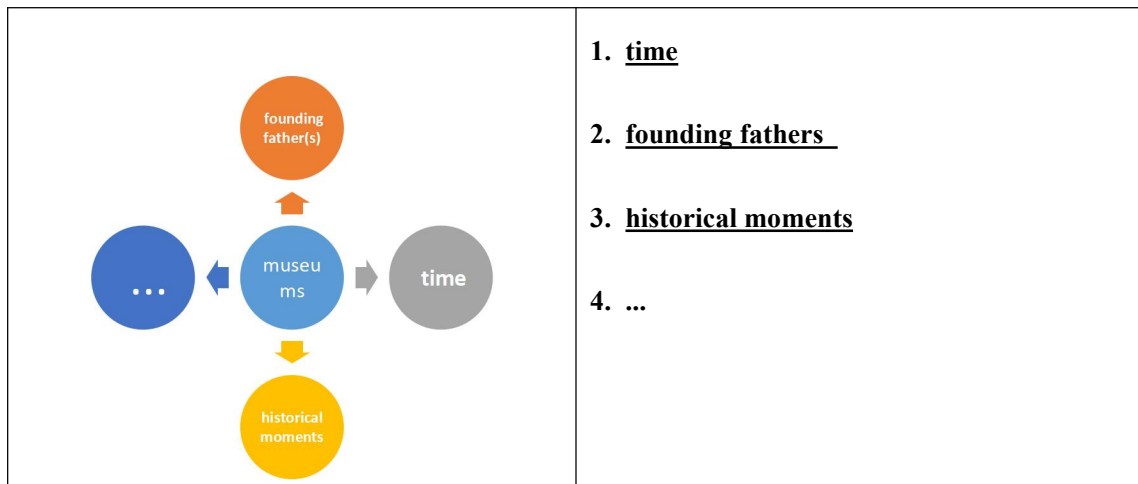 founding
father(s)
...
museu
ms
time
historical
moments
1. time
2. founding fathers
3. historical moments
4. ...